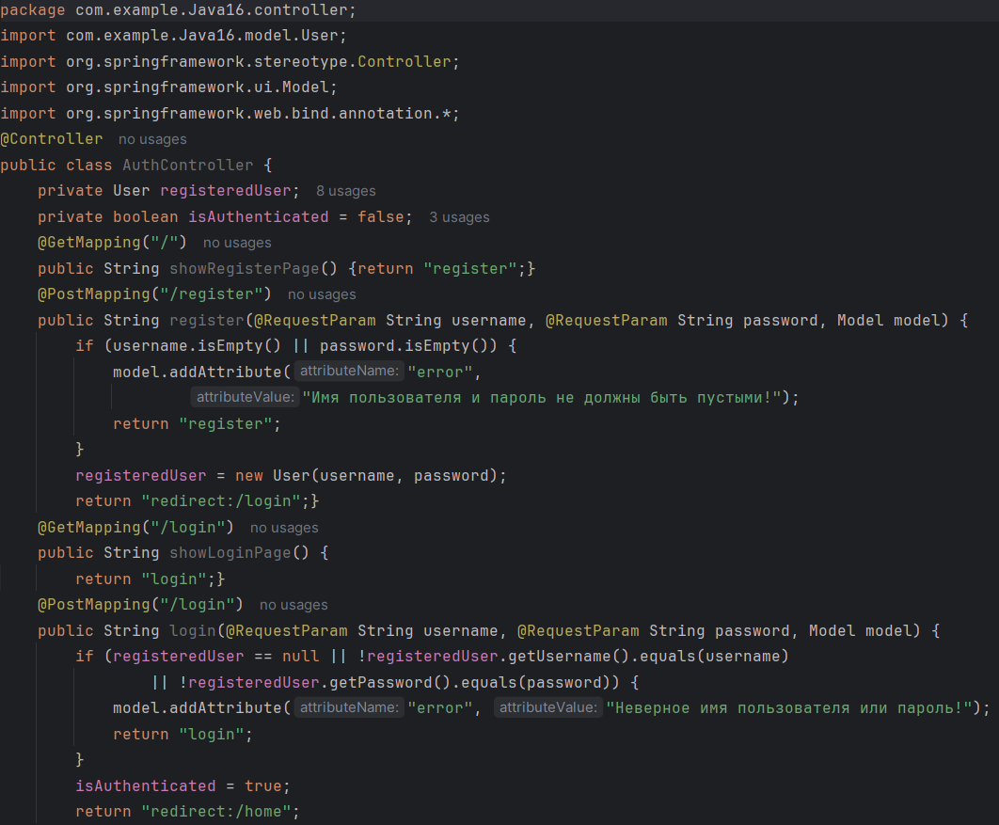 package com.example.Java16.controller;
import com.example.Java16.model.User;
import org.springframework.stereotype.Controller;
import org.springframework.ui.Model;
import org.springframework.web.bind.annotation.*;
@Controller no usages
public class AuthController {
    private User registeredUser; 8 usages
    private boolean isAuthenticated = false; 3 usages
    @GetMapping("/") no usages
    public String showRegisterPage() {return "register";}
    @PostMapping("/register") no usages
    public String register(@RequestParam String username, @RequestParam String password, Model model) {
        if (username.isEmpty() || password.isEmpty()) {
            model.addAttribute( attributeName: "error",
                    attributeValue: "Имя пользователя и пароль не должны быть пустыми!");
            return "register";
        }
        registeredUser = new User(username, password);
        return "redirect:/login";}
    @GetMapping("/login") no usages
    public String showLoginPage() {
        return "login";}
    @PostMapping("/login") no usages
    public String login(@RequestParam String username, @RequestParam String password, Model model) {
        if (registeredUser == null || !registeredUser.getUsername().equals(username)
                || !registeredUser.getPassword().equals(password)) {
            model.addAttribute( attributeName: "error", attributeValue: "Неверное имя пользователя или пароль!");
            return "login";
        }
        isAuthenticated = true;
        return "redirect:/home";